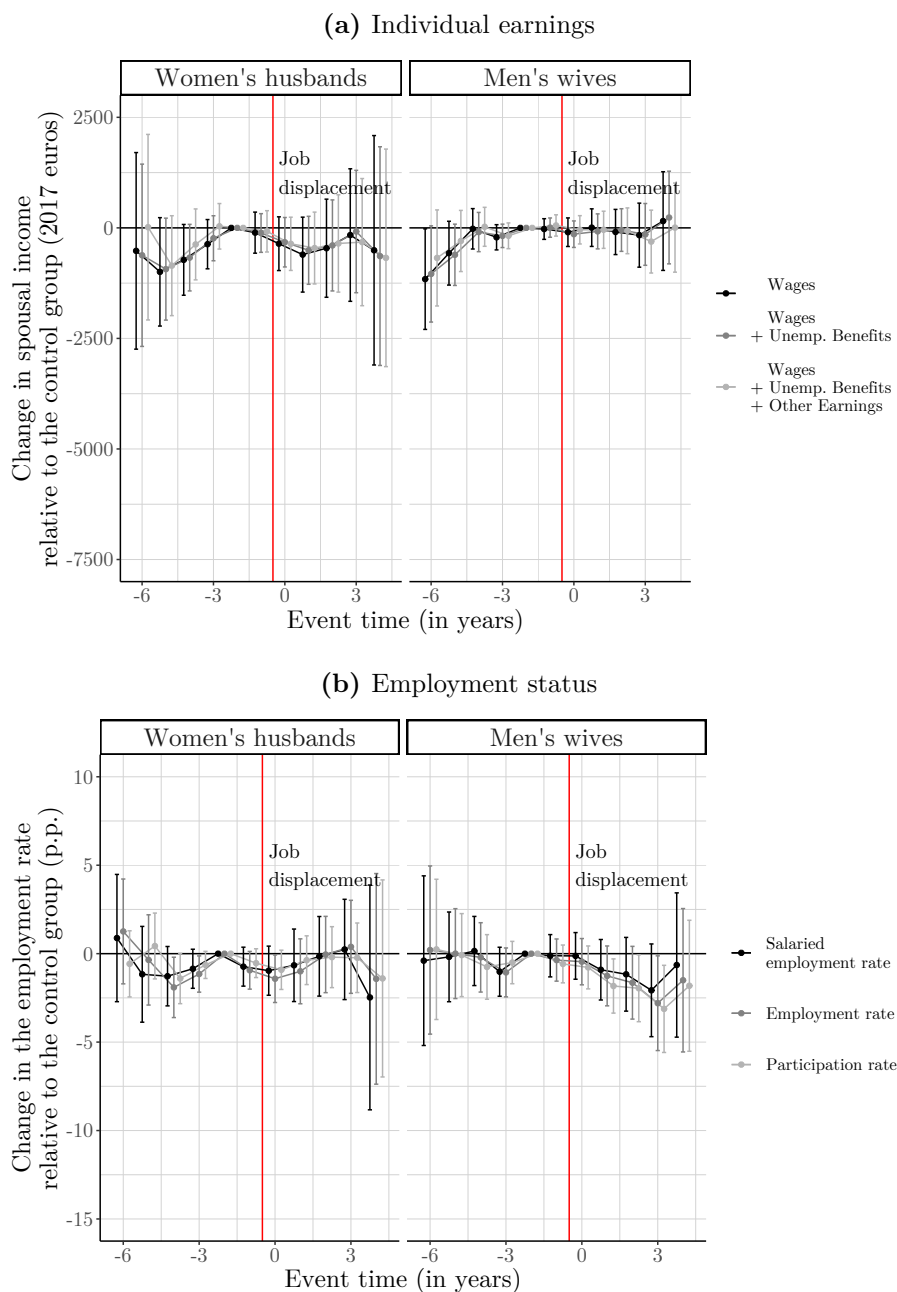 (a) Individual earnings
Women's husbands
Men's wives
Change in spousal income
relative to the control group (2017 euros)
2500
0
-2500
-5000
-7500
Job
displacement
Job
displacement
-6
-3
0
3
-6
-3
0
3
Event time (in years)
Wages
Wages
+ Unemp. Benefits
Wages
+ Unemp. Benefits
+ Other Earnings
(b) Employment status
Women's husbands
Men's wives
Change in the employment rate
relative to the control group (p.p.)
10
5
0
-5
-10
-15
Job
displacement
Job
displacement
-6
-3
0
3
-6
-3
0
3
Event time (in years)
Salaried
employment rate
Employment rate
Participation rate